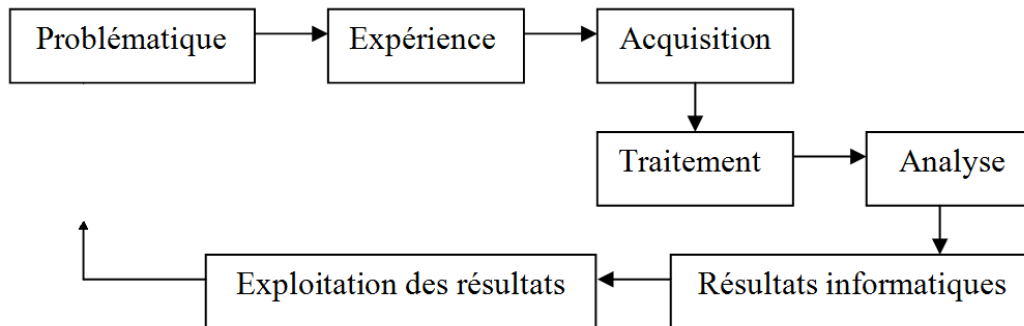 Problématique
Expérience
Acquisition
Traitement
Analyse
Résultats informatiques
Exploitation des résultats